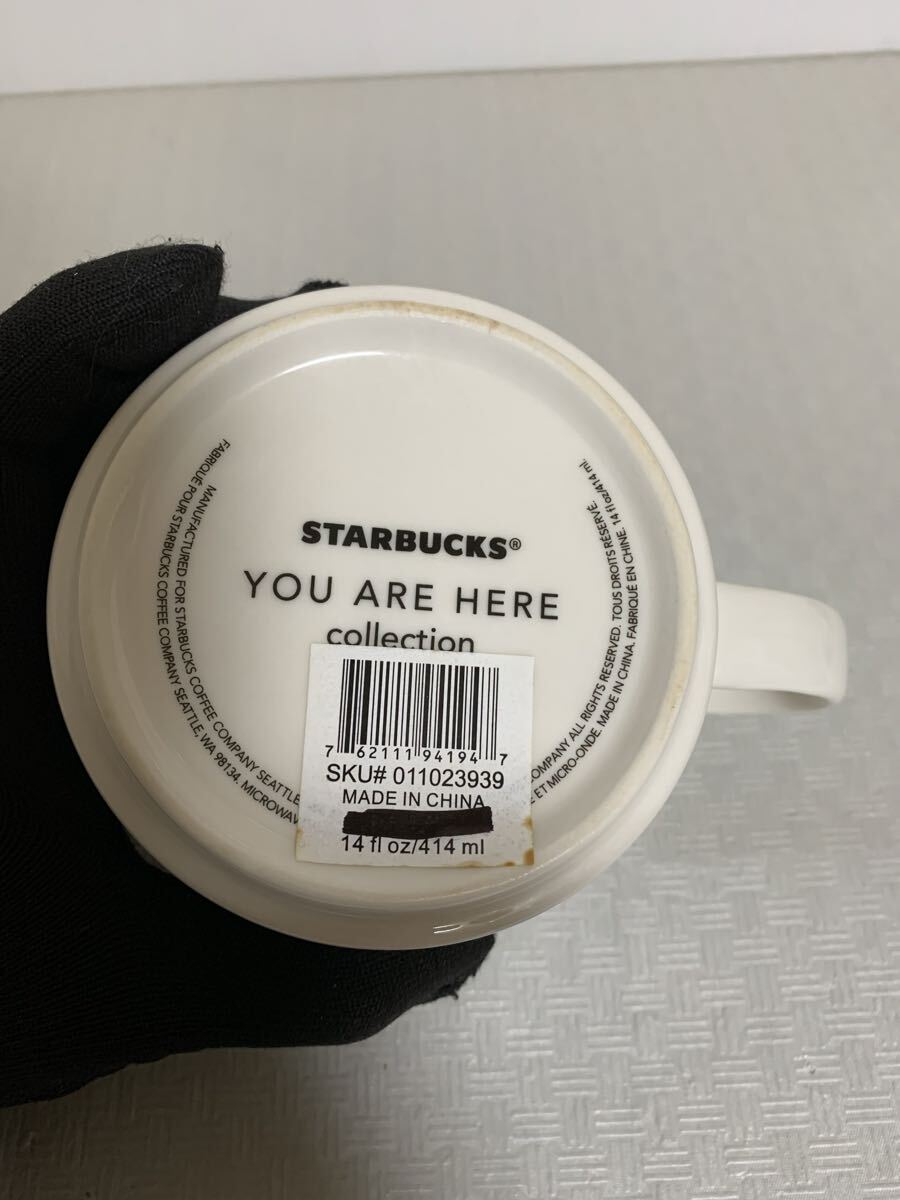 STARBUCKS®
YOU ARE HERE
collection
7 62111 94194 7
SKU# 011023939
MADE IN CHINA
14 fl oz/414 ml
MANUFACTURED FOR STARBUCKS COFFEE COMPANY SEATTLE
FABRIQUÉ POUR STARBUCKS COFFEE COMPANY SEATTLE, WA 98134.
COMPANY ALL RIGHTS RESERVED. TOUS DROITS RÉSERVÉ.
ET MICRO-ONDE. MADE IN CHINA. FABRIQUÉ EN CHINE. 14 fl oz/414 ml.